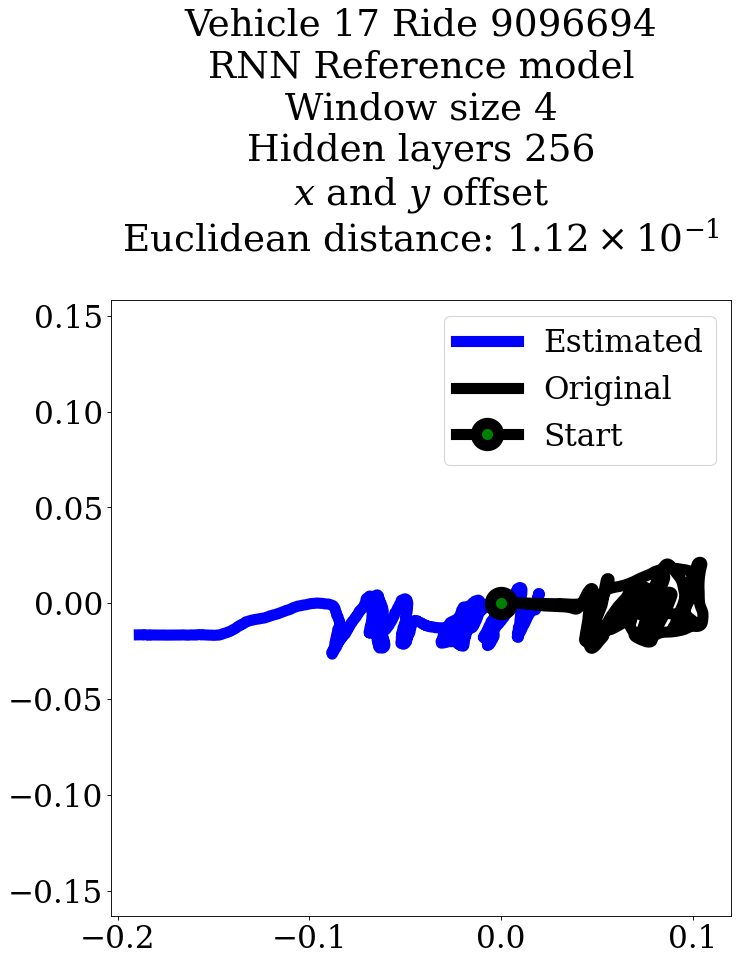 Vehicle 17 Ride 9096694
RNN Reference model
Window size 4
Hidden layers 256
x and y offset
Euclidean distance: 1.12 × 10⁻¹
0.15
Estimated
0.10
Original
Start
0.05
0.00
−0.05
−0.10
−0.15
−0.2 −0.1 0.0 0.1